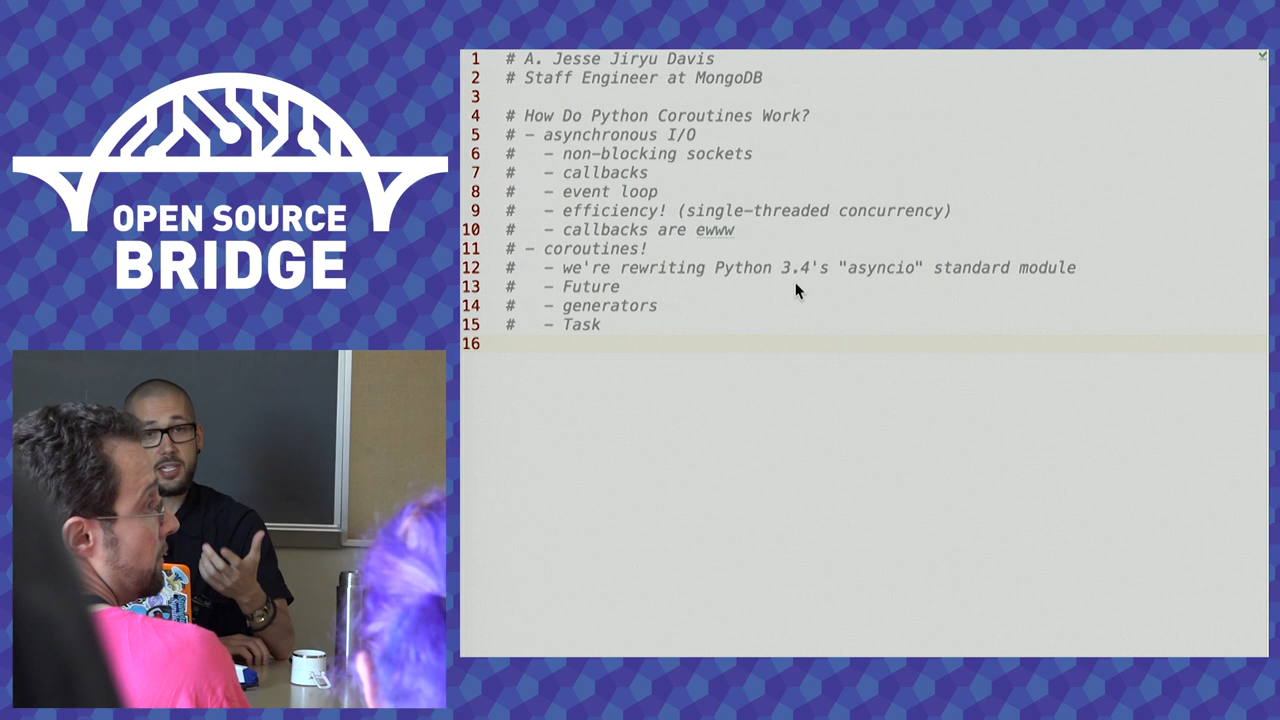 OPEN SOURCE
BRIDGE
1 # A. Jesse Jiryu Davis
2 # Staff Engineer at MongoDB
3
4 # How Do Python Coroutines Work?
5 # - asynchronous I/O
6 #   - non-blocking sockets
7 #   - callbacks
8 #   - event loop
9 #   - efficiency! (single-threaded concurrency)
10 #   - callbacks are ewww
11 # - coroutines!
12 #   - we're rewriting Python 3.4's "asyncio" standard module
13 #   - Future
14 #   - generators
15 #   - Task
16